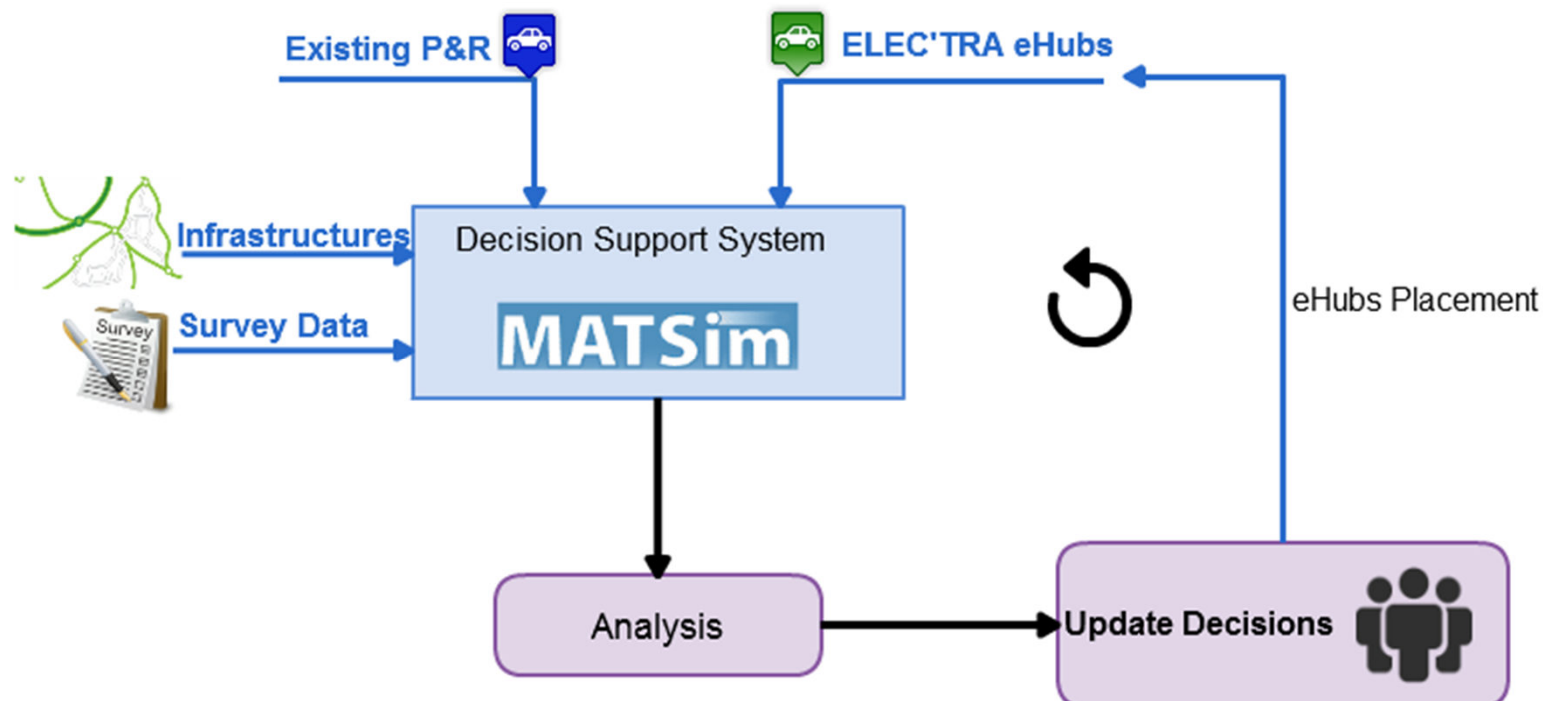 Existing P&R
ELEC'TRA eHubs
Infrastructures
Decision Support System
Survey
Survey Data
MATSim
eHubs Placement
Analysis
Update Decisions